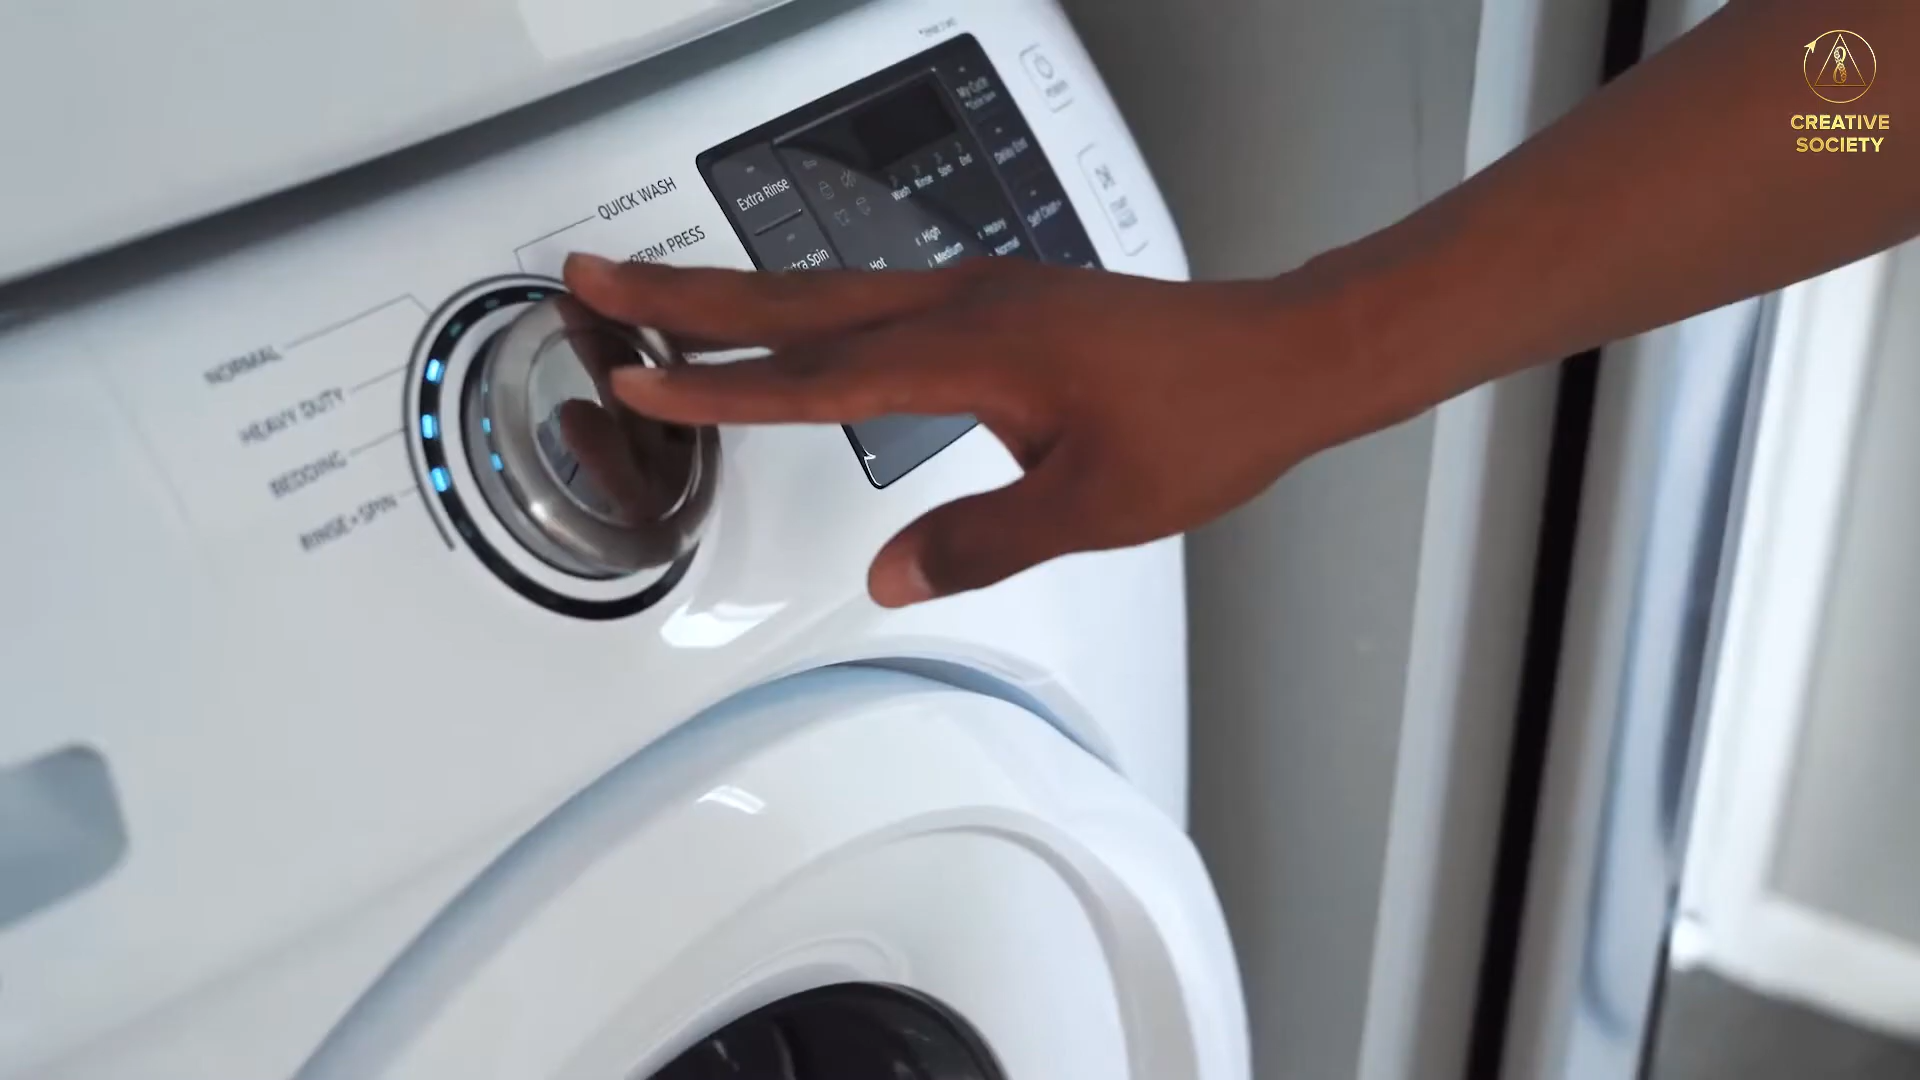 CREATIVE
SOCIETY
My Cycle
QUICK WASH
PERM PRESS
Extra Rinse
Wash
Rinse
Spin
End
Delay End
Self Clean+
High
Heavy
Medium
Normal
Hot
NORMAL
HEAVY DUTY
BEDDING
RINSE+SPIN